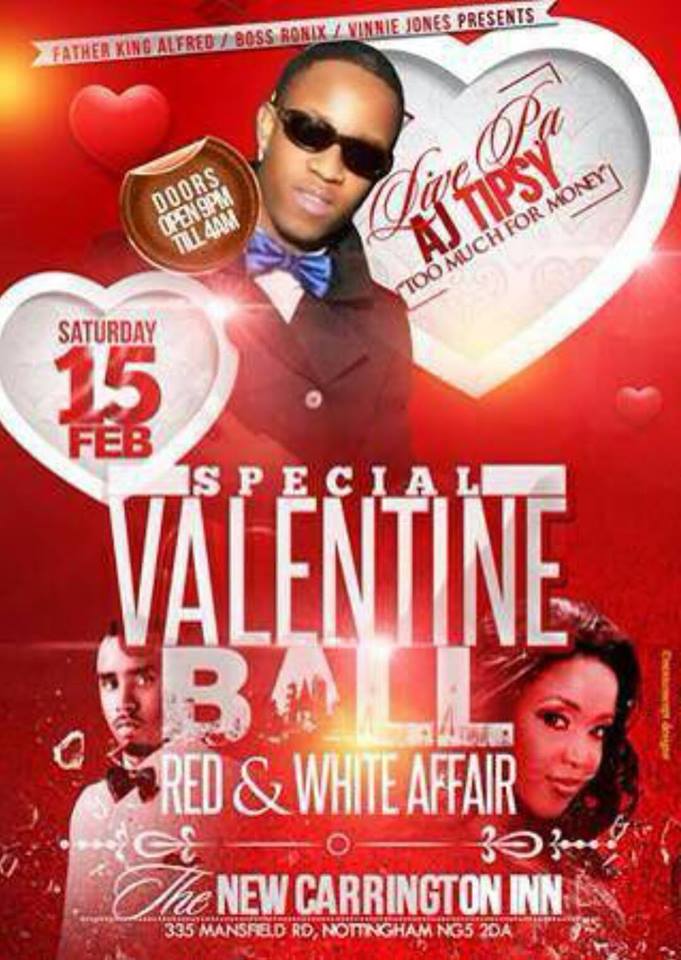 FATHER KING ALFRED / BOSS RONIX / VINNIE JONES PRESENTS
Live Pa
AJ TIPSY
"TOO MUCH FOR MONEY"
DOORS
OPEN 9PM
TILL 4AM
SATURDAY
15
FEB
SPECIAL
VALENTINE
BALL
RED & WHITE AFFAIR
The NEW CARRINGTON INN
335 MANSFIELD RD, NOTTINGHAM NG5 2DA